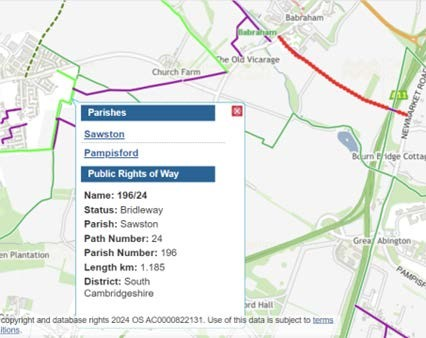 Babraham
Babraham
The Old Vicarage
Church Farm
A11
NEWMARKET ROAD
Parishes
Sawston
Pampisford
Public Rights of Way
Name: 196/24
Status: Bridleway
Parish: Sawston
Path Number: 24
Parish Number: 196
Length km: 1.185
District: South
Cambridgeshire
Bourn Bridge Cottag
Great Abington
en Plantation
PAMPISF
ord Hall
copyright and database rights 2024 OS AC0000822131. Use of this data is subject to terms
itions.